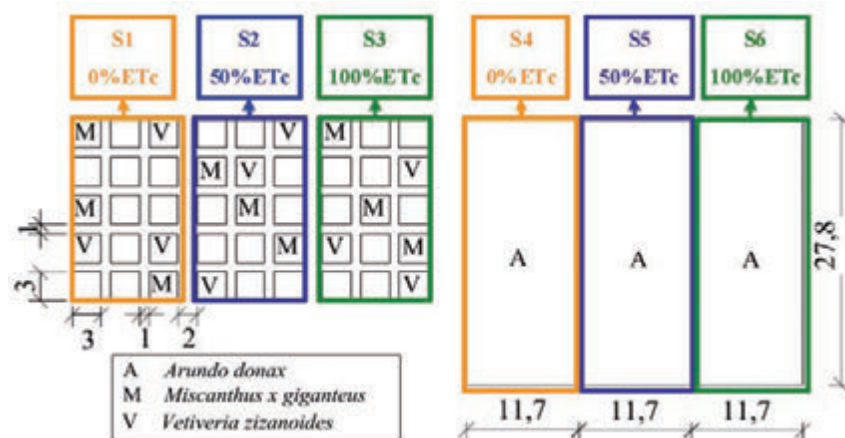 S1
0%ETc
S2
50%ETc
S3
100%ETc
S4
0%ETc
S5
50%ETc
S6
100%ETc
M V V M
M V V
M M M
V V M V M
M V V
1
3
3 1 2
A A A
27,8
11,7 11,7 11,7
A Arundo donax
M Miscanthus x giganteus
V Vetiveria zizanoides